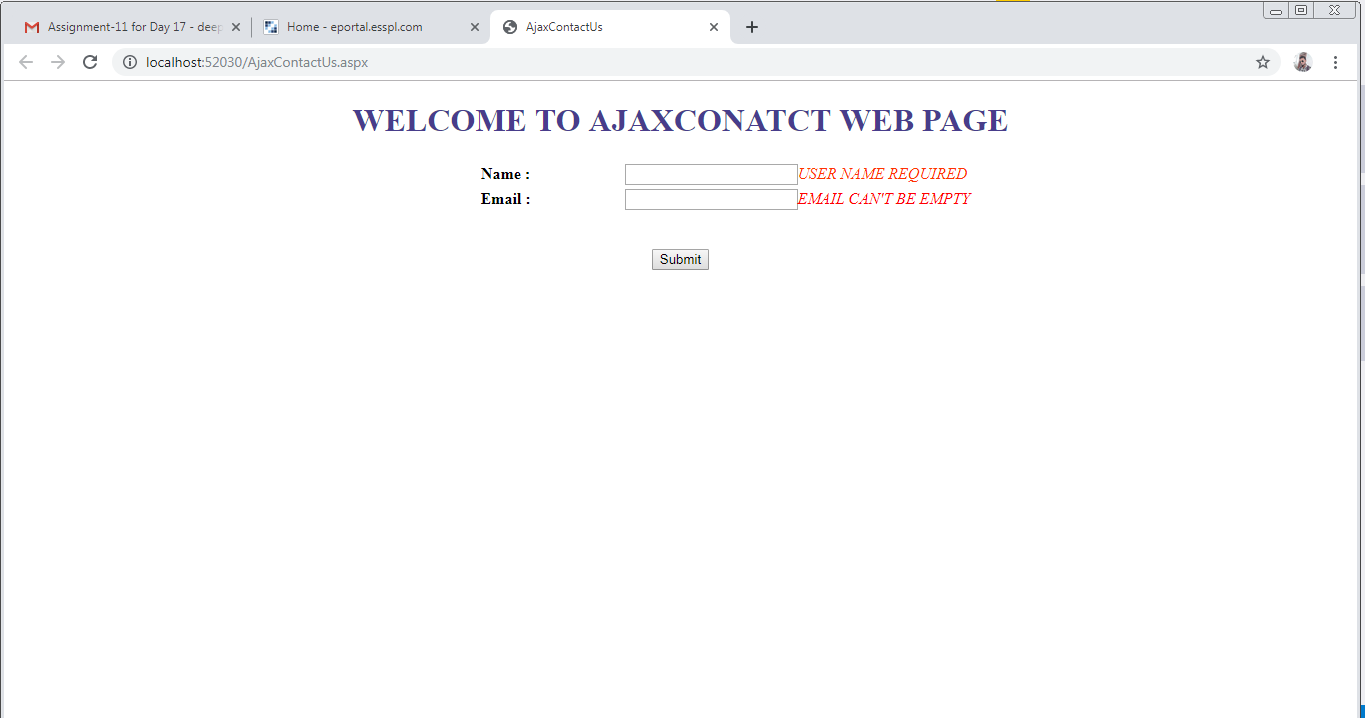 Assignment-11 for Day 17 - deep
Home - eportal.esspl.com
AjaxContactUs
localhost:52030/AjaxContactUs.aspx
WELCOME TO AJAXCONATCT WEB PAGE
Name : USER NAME REQUIRED
Email : EMAIL CAN'T BE EMPTY
Submit